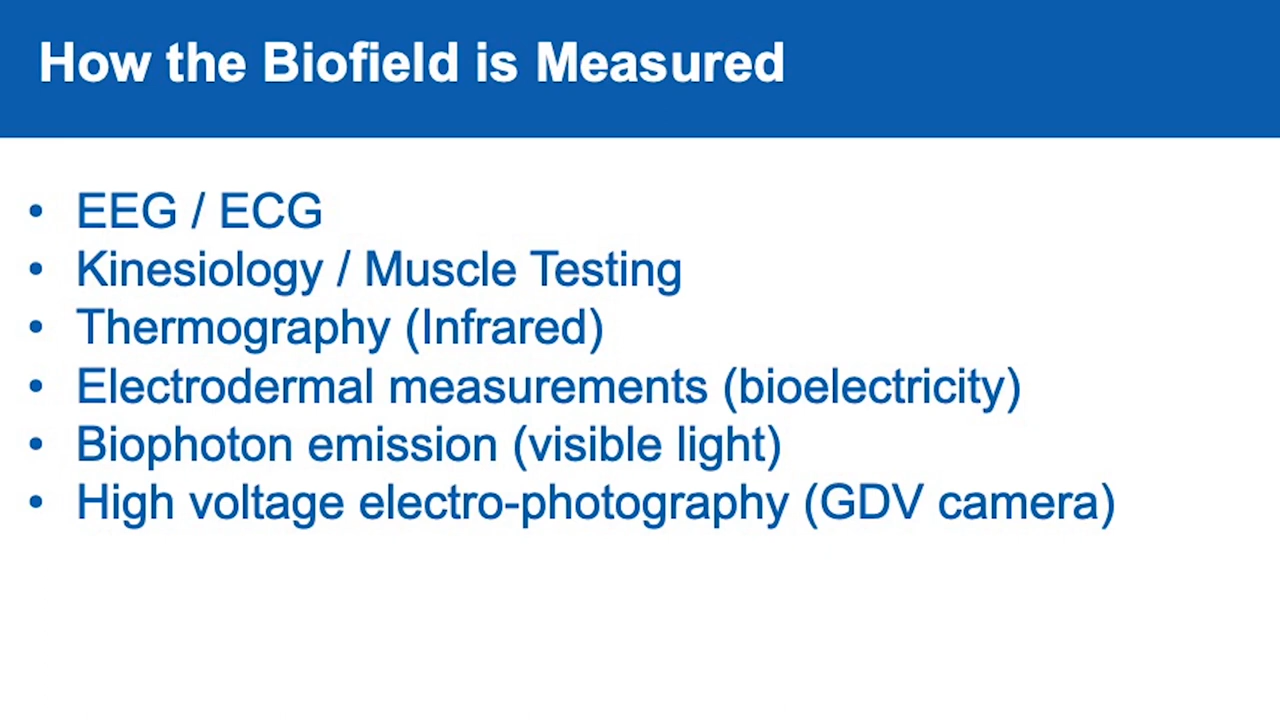 How the Biofield is Measured
• EEG / ECG
• Kinesiology / Muscle Testing
• Thermography (Infrared)
• Electrodermal measurements (bioelectricity)
• Biophoton emission (visible light)
• High voltage electro-photography (GDV camera)